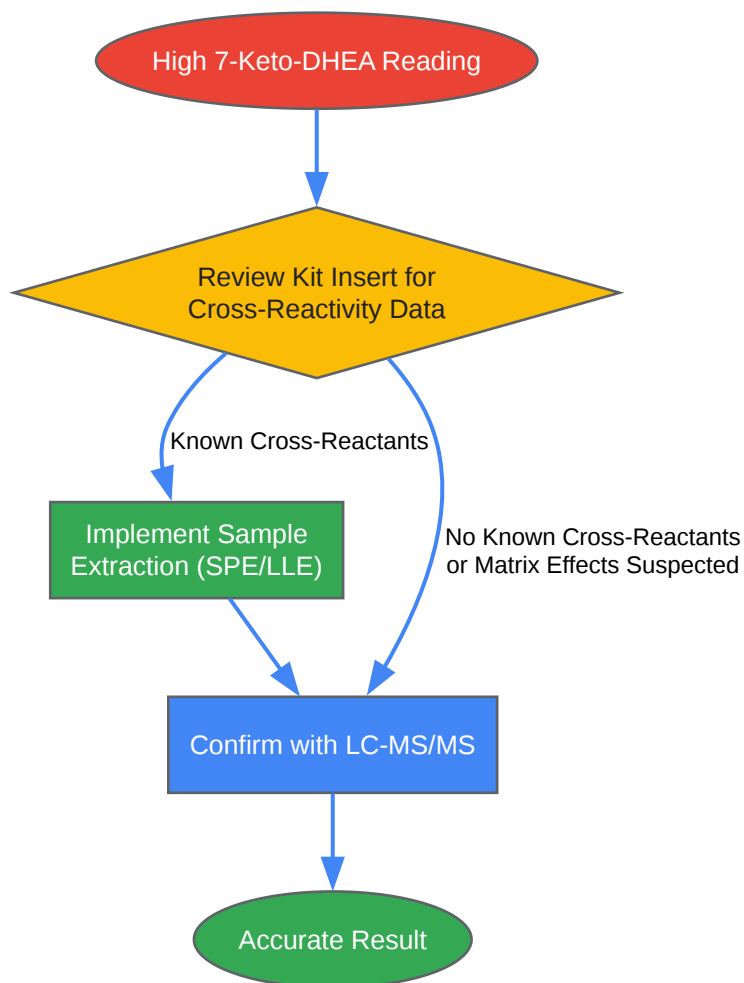 High 7-Keto-DHEA Reading
Review Kit Insert for
Cross-Reactivity Data
Known Cross-Reactants
Implement Sample
Extraction (SPE/LLE)
No Known Cross-Reactants
or Matrix Effects Suspected
Confirm with LC-MS/MS
Accurate Result